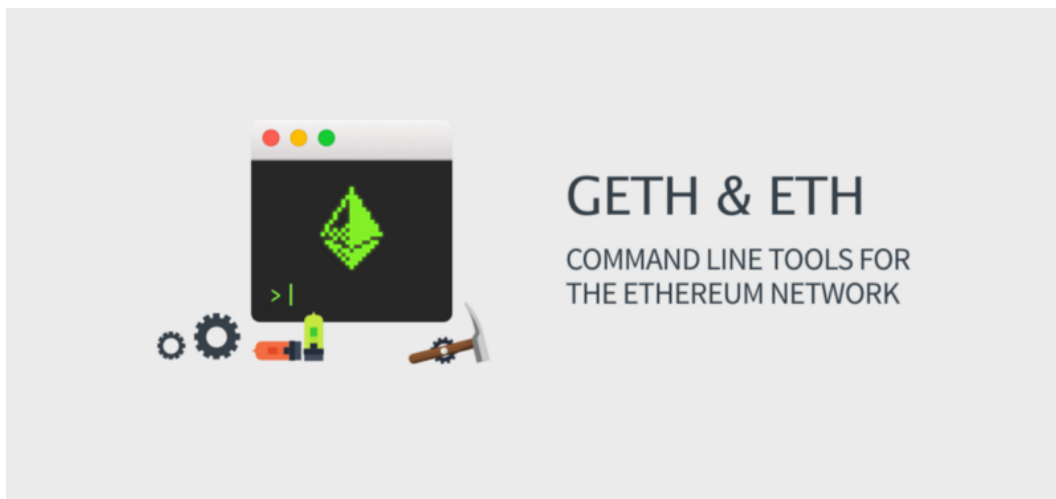 GETH & ETH
COMMAND LINE TOOLS FOR
THE ETHEREUM NETWORK
>|